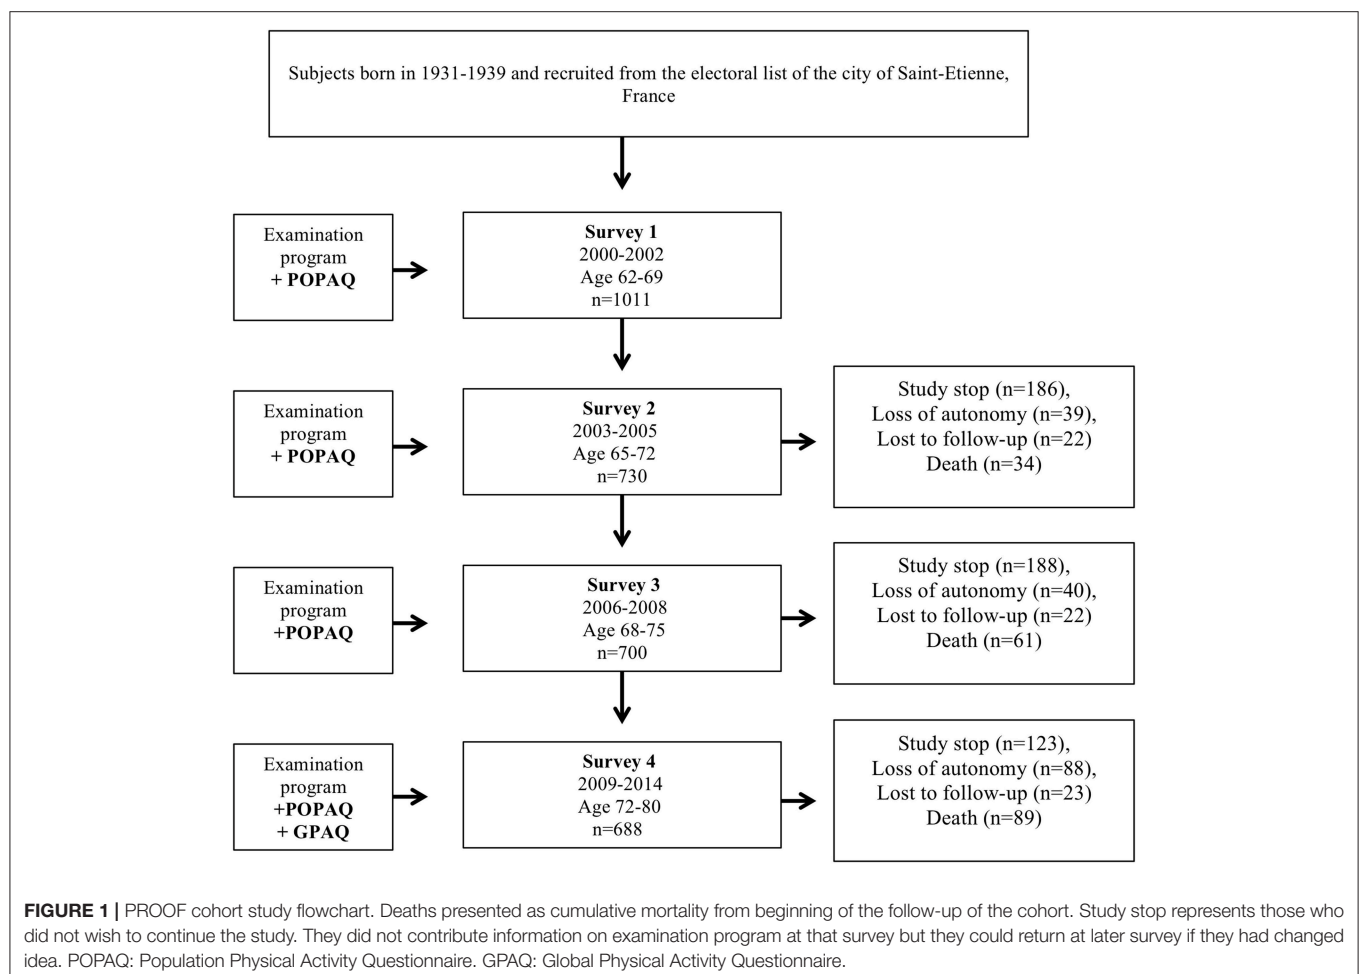 Subjects born in 1931-1939 and recruited from the electoral list of the city of Saint-Etienne,
France
Examination
program
+ POPAQ
Survey 1
2000-2002
Age 62-69
n=1011
Examination
program
+ POPAQ
Survey 2
2003-2005
Age 65-72
n=730
Study stop (n=186),
Loss of autonomy (n=39),
Lost to follow-up (n=22)
Death (n=34)
Examination
program
+POPAQ
Survey 3
2006-2008
Age 68-75
n=700
Study stop (n=188),
Loss of autonomy (n=40),
Lost to follow-up (n=22)
Death (n=61)
Examination
program
+POPAQ
+ GPAQ
Survey 4
2009-2014
Age 72-80
n=688
Study stop (n=123),
Loss of autonomy (n=88),
Lost to follow-up (n=23)
Death (n=89)
FIGURE 1 | PROOF cohort study flowchart. Deaths presented as cumulative mortality from beginning of the follow-up of the cohort. Study stop represents those who
did not wish to continue the study. They did not contribute information on examination program at that survey but they could return at later survey if they had changed
idea. POPAQ: Population Physical Activity Questionnaire. GPAQ: Global Physical Activity Questionnaire.